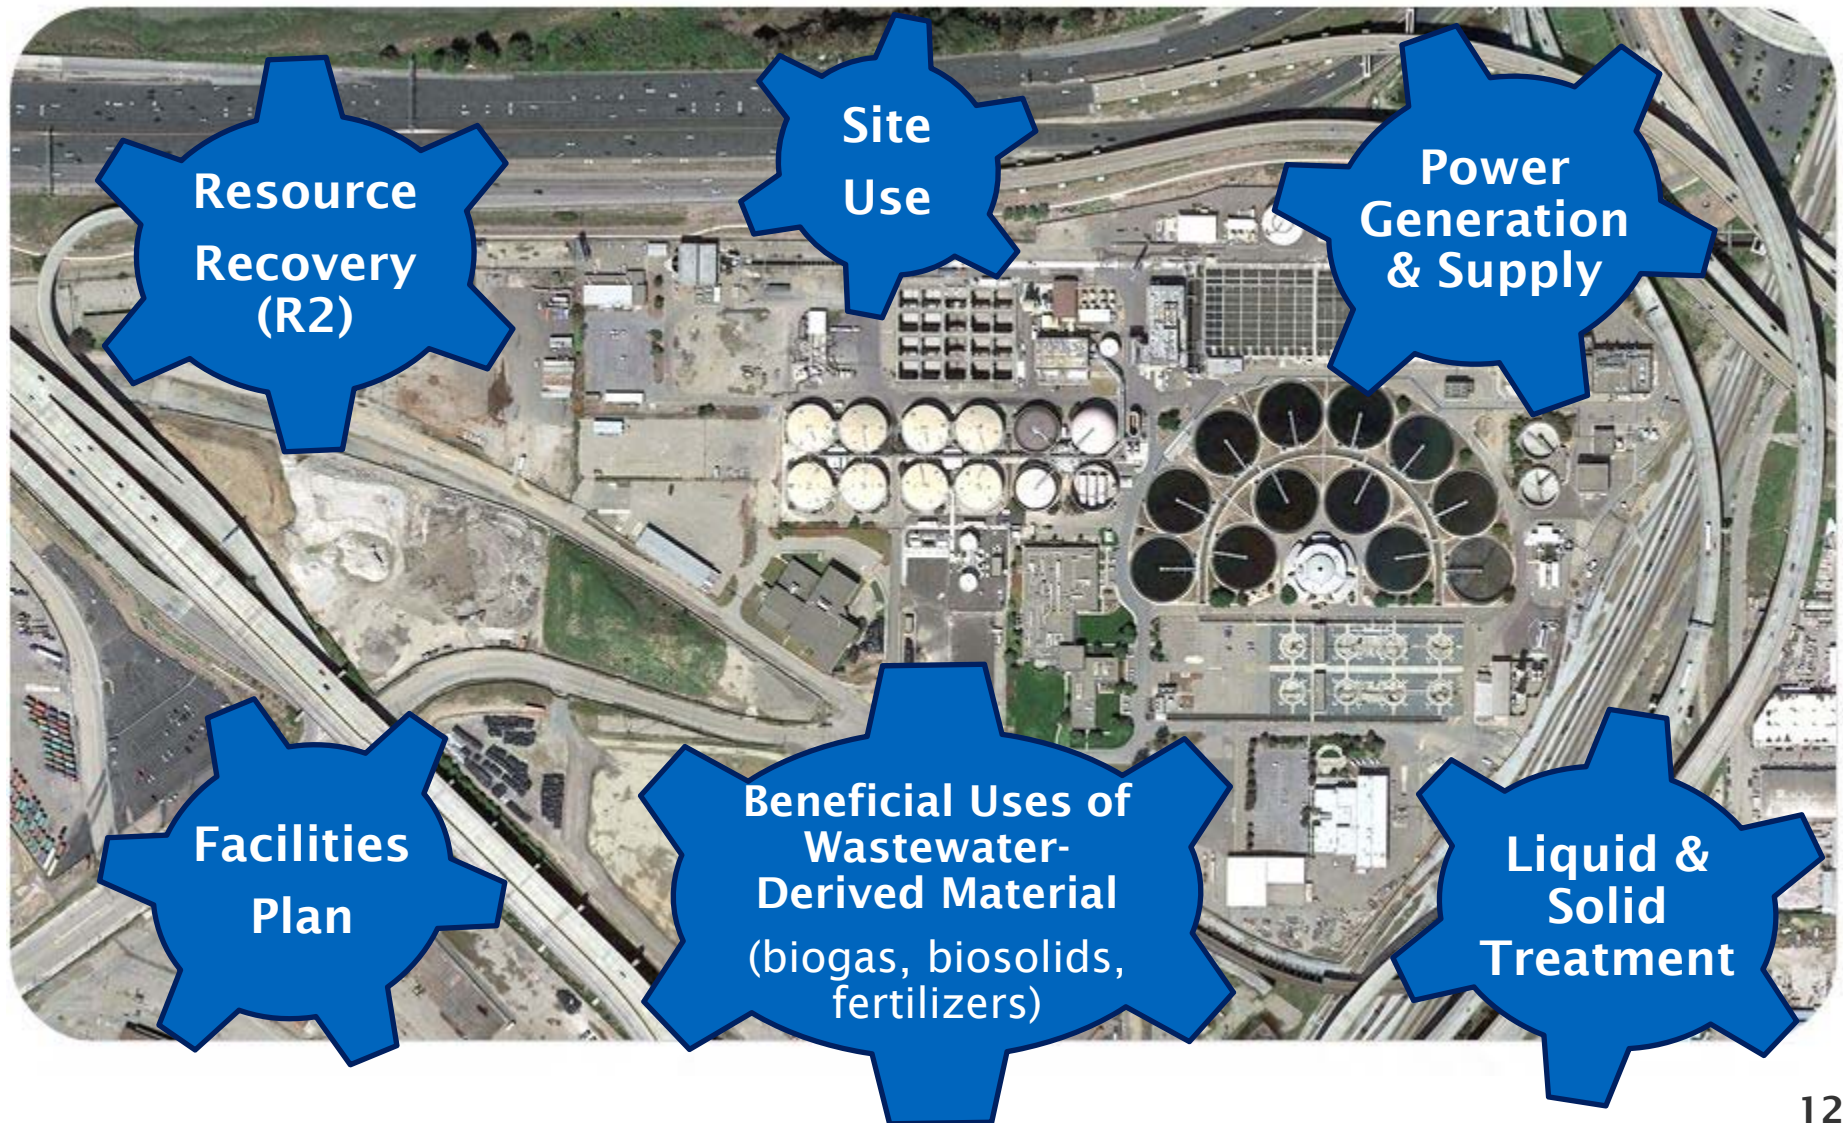 Resource
Recovery
(R2)
Site
Use
Power
Generation
& Supply
Facilities
Plan
Beneficial Uses of
Wastewater-
Derived Material
(biogas, biosolids,
fertilizers)
Liquid &
Solid
Treatment
12